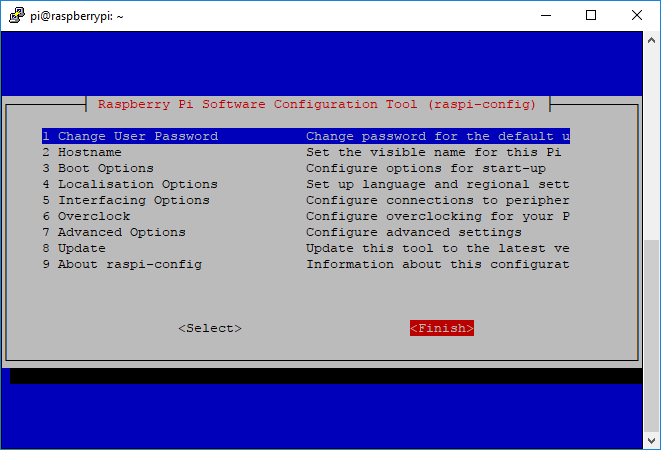 pi@raspberrypi: ~
Raspberry Pi Software Configuration Tool (raspi-config)
1 Change User Password Change password for the default u
2 Hostname Set the visible name for this Pi
3 Boot Options Configure options for start-up
4 Localisation Options Set up language and regional sett
5 Interfacing Options Configure connections to peripher
6 Overclock Configure overclocking for your P
7 Advanced Options Configure advanced settings
8 Update Update this tool to the latest ve
9 About raspi-config Information about this configurat
<Select> <Finish>